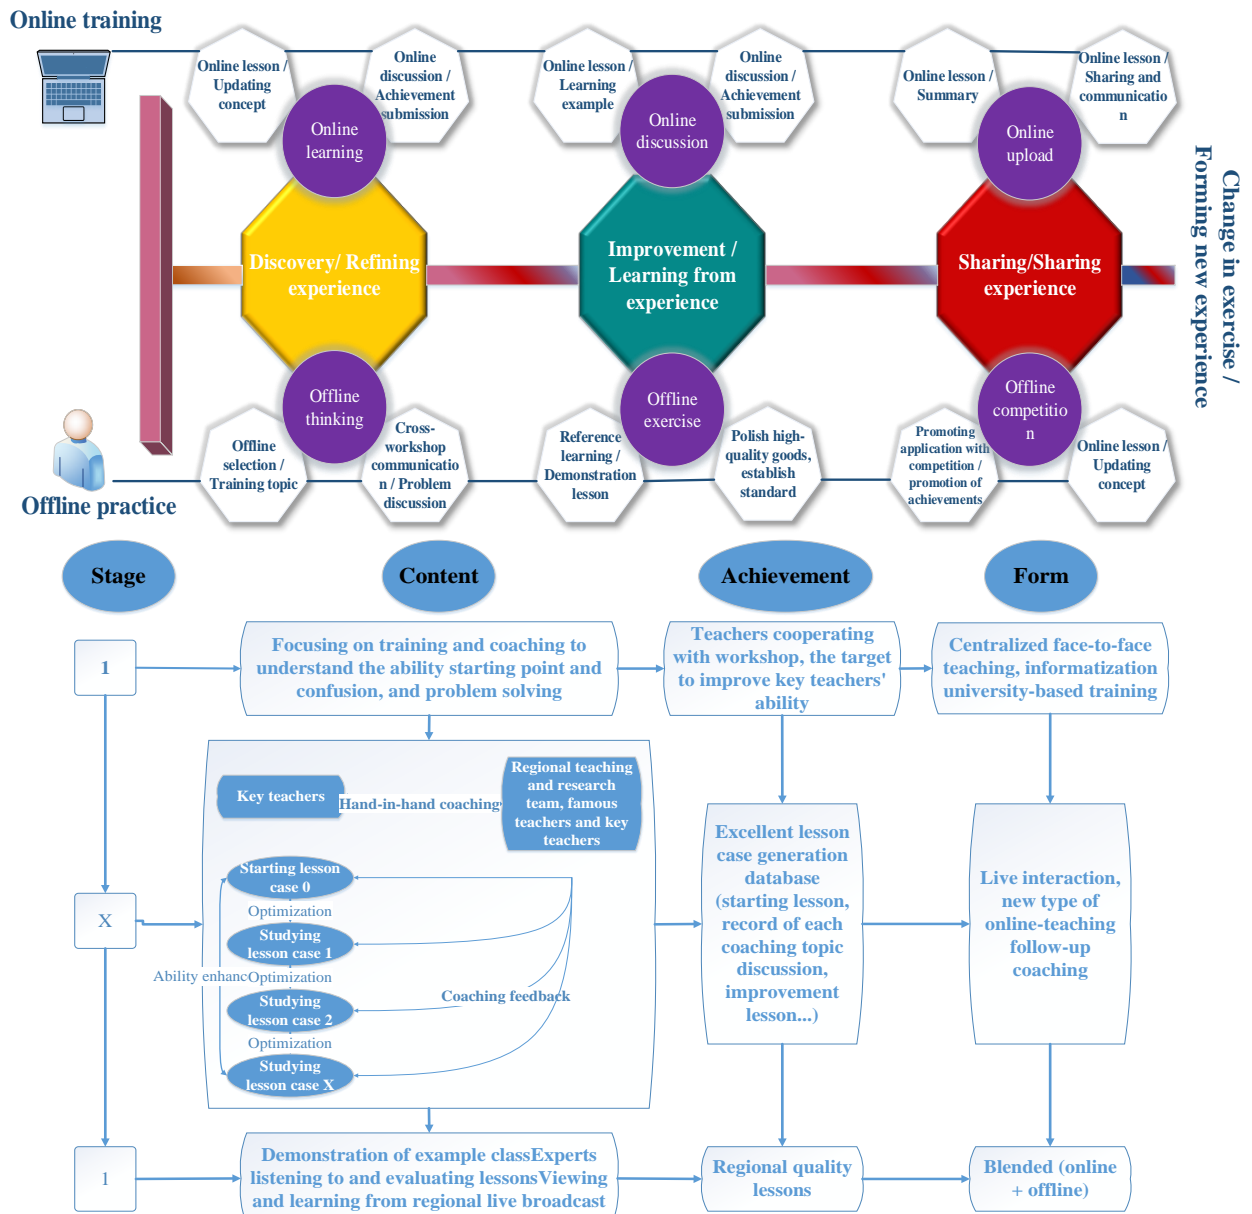 Online training
Online lesson /
Updating
concept
Online
discussion /
Achievement
submission
Online lesson /
Learning
example
Online
discussion /
Achievement
submission
Online lesson /
Summary
Online lesson /
Sharing and
communicatio
n
Online
learning
Online
discussion
Online
upload
Discovery/ Refining
experience
Improvement /
Learning from
experience
Sharing/Sharing
experience
Change in exercise /
Forming new experience
Offline
thinking
Offline
exercise
Offline
competitio
n
Offline
selection /
Training topic
Cross-
workshop
communicatio
n / Problem
discussion
Reference
learning /
Demonstration
lesson
Polish high-
quality goods,
establish
standard
Promoting
application with
competition /
promotion of
achievements
Online lesson /
Updating
concept
Offline practice
Stage
Content
Achievement
Form
1
Focusing on training and coaching to
understand the ability starting point and
confusion, and problem solving
Teachers cooperating
with workshop, the target
to improve key teachers'
ability
Centralized face-to-face
teaching, informatization
university-based training
X
Key teachers
Hand-in-hand coaching
Regional teaching
and research
team, famous
teachers and key
teachers
Starting lesson
case 0
Optimization
Studying
lesson case 1
Ability enhanc
Optimization
Studying
lesson case 2
Optimization
Studying
lesson case X
Coaching feedback
Excellent lesson
case generation
database
(starting lesson,
record of each
coaching topic
discussion,
improvement
lesson...)
Live interaction,
new type of
online-teaching
follow-up
coaching
1
Demonstration of example classExperts
listening to and evaluating lessonsViewing
and learning from regional live broadcast
Regional quality
lessons
Blended (online
+ offline)